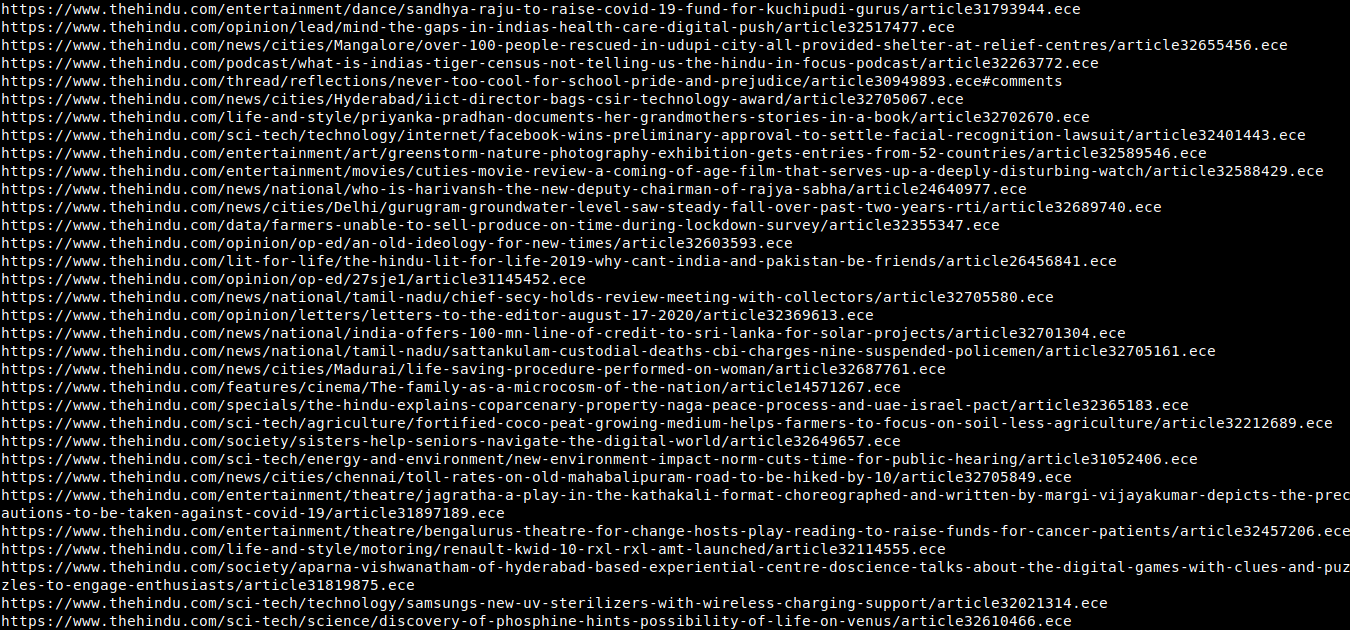 https://www.thehindu.com/entertainment/dance/sandhya-raju-to-raise-covid-19-fund-for-kuchipudi-gurus/article31793944.ece
https://www.thehindu.com/opinion/lead/mind-the-gaps-in-indias-health-care-digital-push/article32517477.ece
https://www.thehindu.com/news/cities/Mangalore/over-100-people-rescued-in-udupi-city-all-provided-shelter-at-relief-centres/article32655456.ece
https://www.thehindu.com/podcast/what-is-indias-tiger-census-not-telling-us-the-hindu-in-focus-podcast/article32263772.ece
https://www.thehindu.com/thread/reflections/never-too-cool-for-school-pride-and-prejudice/article30949893.ece#comments
https://www.thehindu.com/news/cities/Hyderabad/iict-director-bags-csir-technology-award/article32705067.ece
https://www.thehindu.com/life-and-style/priyanka-pradhan-documents-her-grandmothers-stories-in-a-book/article32702670.ece
https://www.thehindu.com/sci-tech/technology/internet/facebook-wins-preliminary-approval-to-settle-facial-recognition-lawsuit/article32401443.ece
https://www.thehindu.com/entertainment/art/greenstorm-nature-photography-exhibition-gets-entries-from-52-countries/article32589546.ece
https://www.thehindu.com/entertainment/movies/cuties-movie-review-a-coming-of-age-film-that-serves-up-a-deeply-disturbing-watch/article32588429.ece
https://www.thehindu.com/news/national/who-is-harivansh-the-new-deputy-chairman-of-rajya-sabha/article24640977.ece
https://www.thehindu.com/news/cities/Delhi/gurugram-groundwater-level-saw-steady-fall-over-past-two-years-rti/article32689740.ece
https://www.thehindu.com/data/farmers-unable-to-sell-produce-on-time-during-lockdown-survey/article32355347.ece
https://www.thehindu.com/opinion/op-ed/an-old-ideology-for-new-times/article32603593.ece
https://www.thehindu.com/lit-for-life/the-hindu-lit-for-life-2019-why-cant-india-and-pakistan-be-friends/article26456841.ece
https://www.thehindu.com/opinion/op-ed/27sje1/article31145452.ece
https://www.thehindu.com/news/national/tamil-nadu/chief-secy-holds-review-meeting-with-collectors/article32705580.ece
https://www.thehindu.com/opinion/letters/letters-to-the-editor-august-17-2020/article32369613.ece
https://www.thehindu.com/news/national/india-offers-100-mn-line-of-credit-to-sri-lanka-for-solar-projects/article32701304.ece
https://www.thehindu.com/news/national/tamil-nadu/sattankulam-custodial-deaths-cbi-charges-nine-suspended-policemen/article32705161.ece
https://www.thehindu.com/news/cities/Madurai/life-saving-procedure-performed-on-woman/article32687761.ece
https://www.thehindu.com/features/cinema/The-family-as-a-microcosm-of-the-nation/article14571267.ece
https://www.thehindu.com/specials/the-hindu-explains-coparcenary-property-naga-peace-process-and-uae-israel-pact/article32365183.ece
https://www.thehindu.com/sci-tech/agriculture/fortified-coco-peat-growing-medium-helps-farmers-to-focus-on-soil-less-agriculture/article32212689.ece
https://www.thehindu.com/society/sisters-help-seniors-navigate-the-digital-world/article32649657.ece
https://www.thehindu.com/sci-tech/energy-and-environment/new-environment-impact-norm-cuts-time-for-public-hearing/article31052406.ece
https://www.thehindu.com/news/cities/chennai/toll-rates-on-old-mahabalipuram-road-to-be-hiked-by-10/article32705849.ece
https://www.thehindu.com/entertainment/theatre/jagratha-a-play-in-the-kathakali-format-choreographed-and-written-by-margi-vijayakumar-depicts-the-prec
autions-to-be-taken-against-covid-19/article31897189.ece
https://www.thehindu.com/entertainment/theatre/bengalurus-theatre-for-change-hosts-play-reading-to-raise-funds-for-cancer-patients/article32457206.ece
https://www.thehindu.com/life-and-style/motoring/renault-kwid-10-rxl-rxl-amt-launched/article32114555.ece
https://www.thehindu.com/society/aparna-vishwanatham-of-hyderabad-based-experiential-centre-doscience-talks-about-the-digital-games-with-clues-and-puz
zles-to-engage-enthusiasts/article31819875.ece
https://www.thehindu.com/sci-tech/technology/samsungs-new-uv-sterilizers-with-wireless-charging-support/article32021314.ece
https://www.thehindu.com/sci-tech/science/discovery-of-phosphine-hints-possibility-of-life-on-venus/article32610466.ece